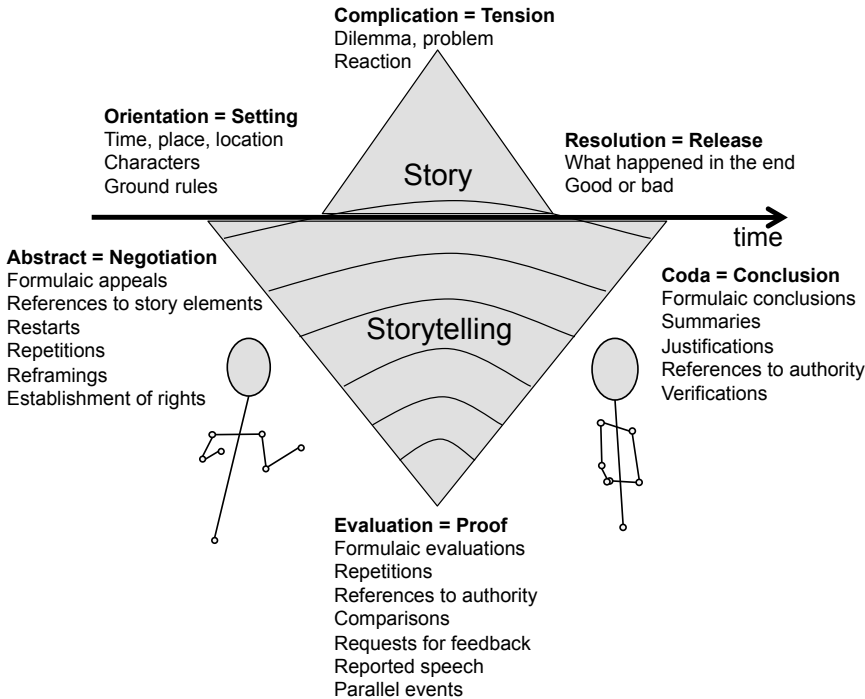 Complication = Tension
Dilemma, problem
Reaction
Orientation = Setting
Time, place, location
Characters
Ground rules
Resolution = Release
What happened in the end
Good or bad
Story
time
Abstract = Negotiation
Formulaic appeals
References to story elements
Restarts
Repetitions
Reframings
Establishment of rights
Storytelling
Coda = Conclusion
Formulaic conclusions
Summaries
Justifications
References to authority
Verifications
Evaluation = Proof
Formulaic evaluations
Repetitions
References to authority
Comparisons
Requests for feedback
Reported speech
Parallel events